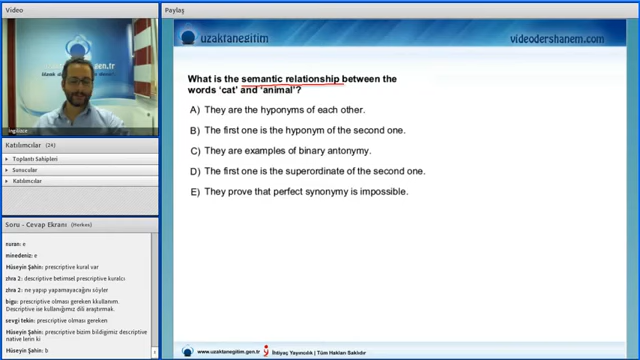 Video
Paylaş
gen.tr
İngilizce
Katılımcılar (24)
Toplantı Sahipleri
Sunucular
Katılımcılar
Soru - Cevap Ekranı (Herkes)
nuran: e
minedeniz: e
Hüseyin Şahin: prescriptive kural var
zhra 2: descriptive betimsel prescriptive kuralcı
zhra 2: ne yapıp yapamayacağını söyler
bigu: prescriptive olması gereken kkullanım.
Descriptive ise kullanığımız dili araştırmak.
sevgi tekin: prescriptive olması gereken
Hüseyin Şahin: prescriptive bizim bildigimiz descriptive
native lerin ki
Hüseyin Şahin: b
uzaktanegitim
videodershanem.com
What is the semantic relationship between the
words ‘cat’ and ‘animal’?
A) They are the hyponyms of each other.
B) The first one is the hyponym of the second one.
C) They are examples of binary antonymy.
D) The first one is the superordinate of the second one.
E) They prove that perfect synonymy is impossible.
www.uzaktanegitim.gen.tr
İhtiyaç Yayıncılık | Tüm Hakları Saklıdır